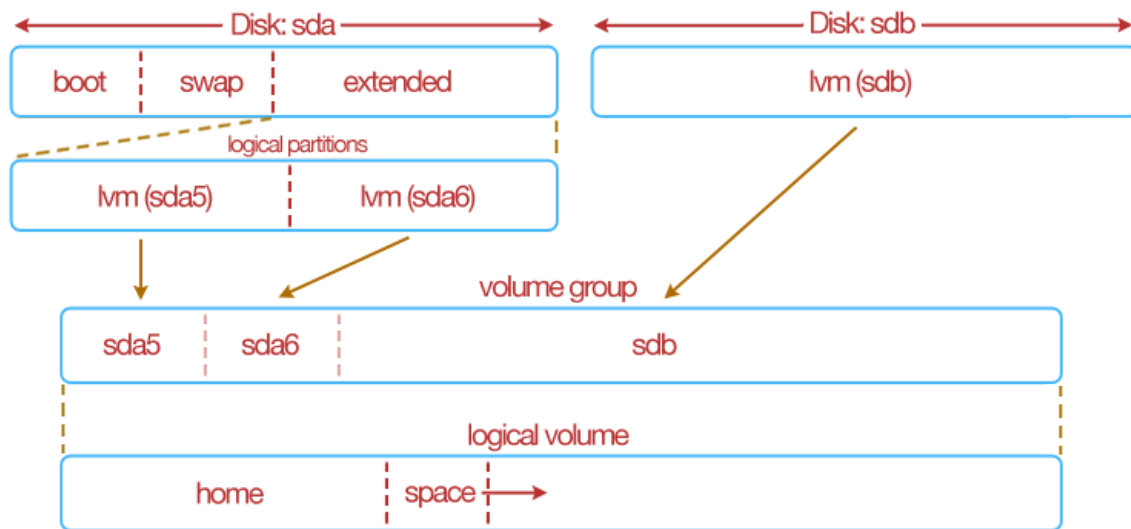 Disk: sda
Disk: sdb
boot
swap
extended
lvm (sdb)
logical partitions
lvm (sda5)
lvm (sda6)
volume group
sda5
sda6
sdb
logical volume
home
space